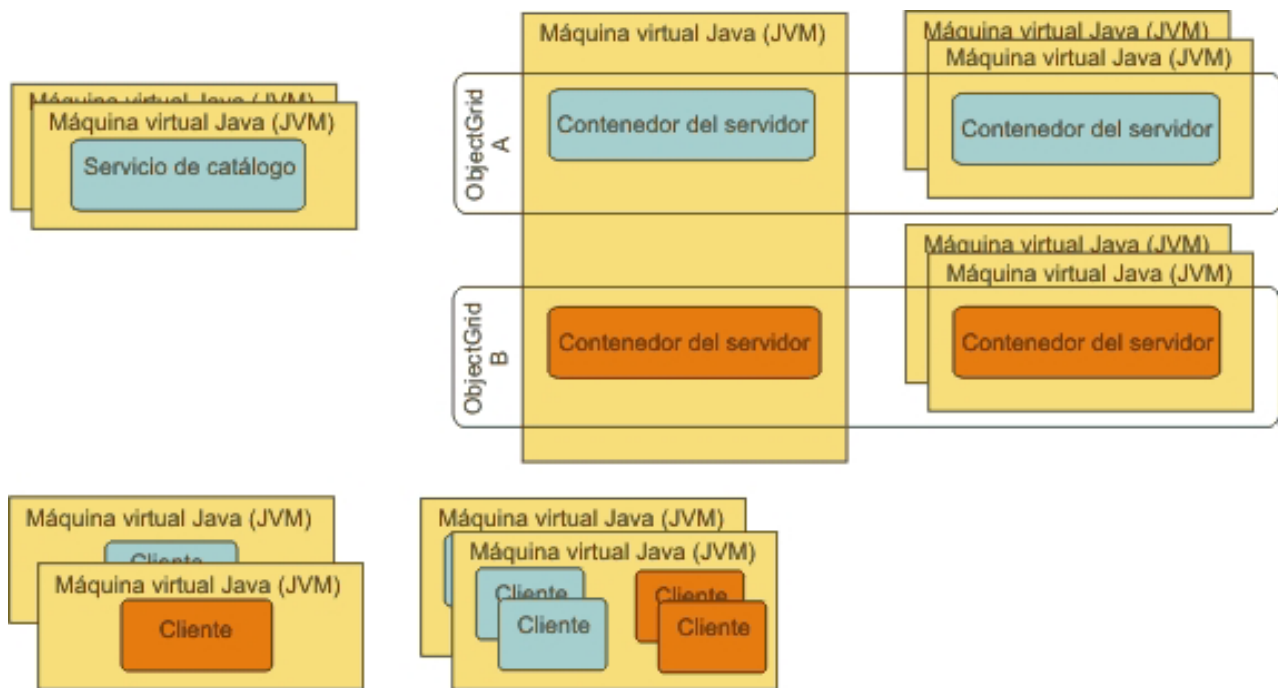 Máquina virtual Java (JVM)
Máquina virtual Java (JVM)
Servicio de catálogo
ObjectGrid
A
Máquina virtual Java (JVM)
Contenedor del servidor
Máquina virtual Java (JVM)
Máquina virtual Java (JVM)
Contenedor del servidor
ObjectGrid
B
Contenedor del servidor
Máquina virtual Java (JVM)
Máquina virtual Java (JVM)
Contenedor del servidor
Máquina virtual Java (JVM)
Cliente
Máquina virtual Java (JVM)
Cliente
Máquina virtual Java (JVM)
Máquina virtual Java (JVM)
Cliente
Cliente
Cliente
Cliente